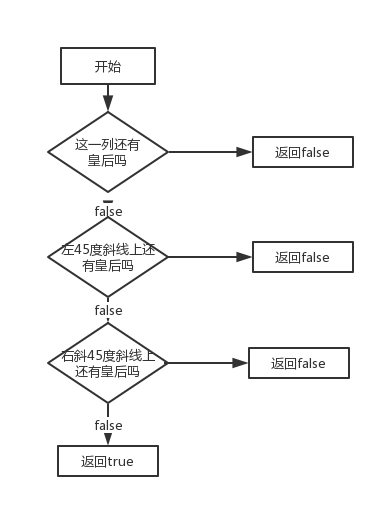 开始
这一列还有
皇后吗
返回false
false
左45度斜线上还
有皇后吗
返回false
false
右斜45度斜线上
还有皇后吗
返回false
false
返回true